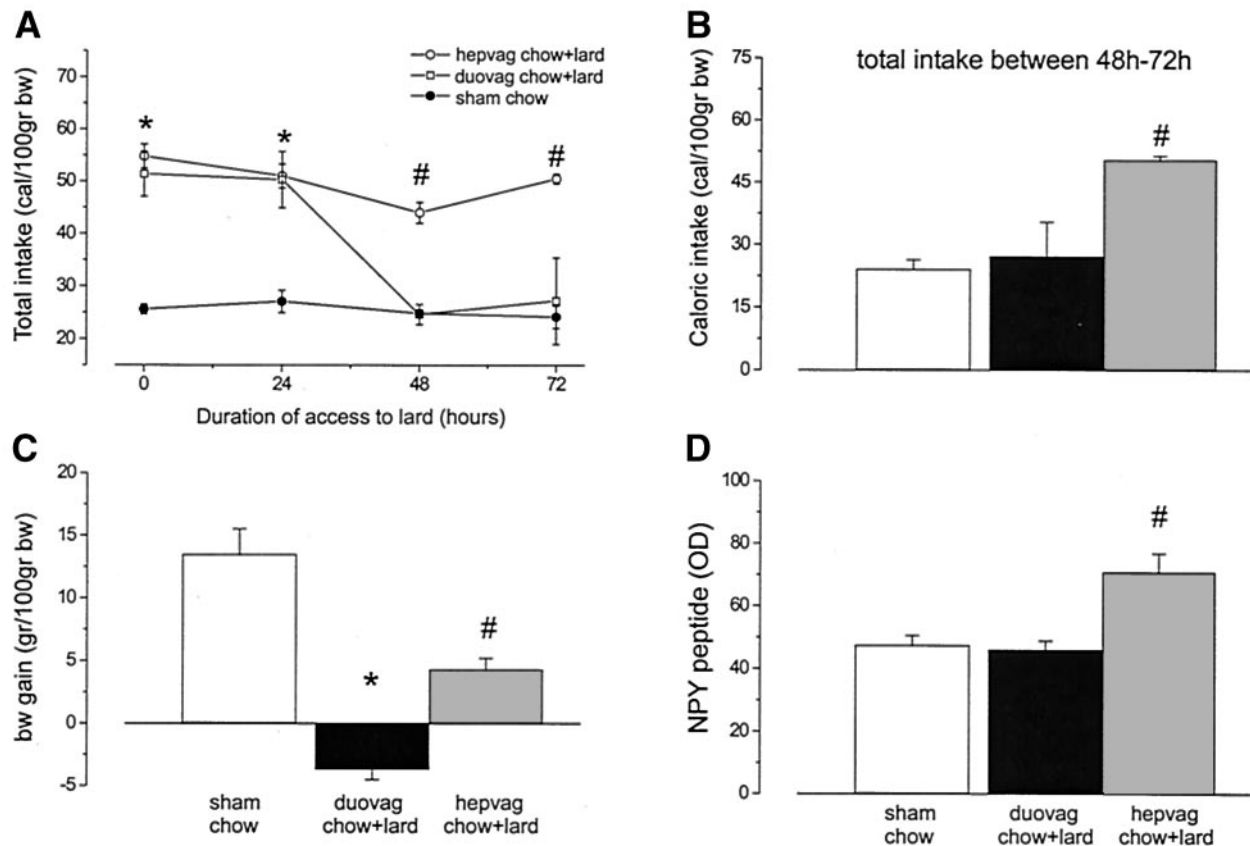 A
hepvag chow+lard
duovag chow+lard
sham chow
Total intake (cal/100gr bw)
70
60
50
40
30
20
*
*
#
#
0
24
48
72
Duration of access to lard (hours)
B
total intake between 48h-72h
Caloric intake (cal/100gr bw)
75
60
45
30
15
0
#
C
bw gain (gr/100gr bw)
20
15
10
5
0
-5
*
#
sham
chow
duovag
chow+lard
hepvag
chow+lard
D
NPY peptide (OD)
100
80
60
40
20
0
#
sham
chow
duovag
chow+lard
hepvag
chow+lard